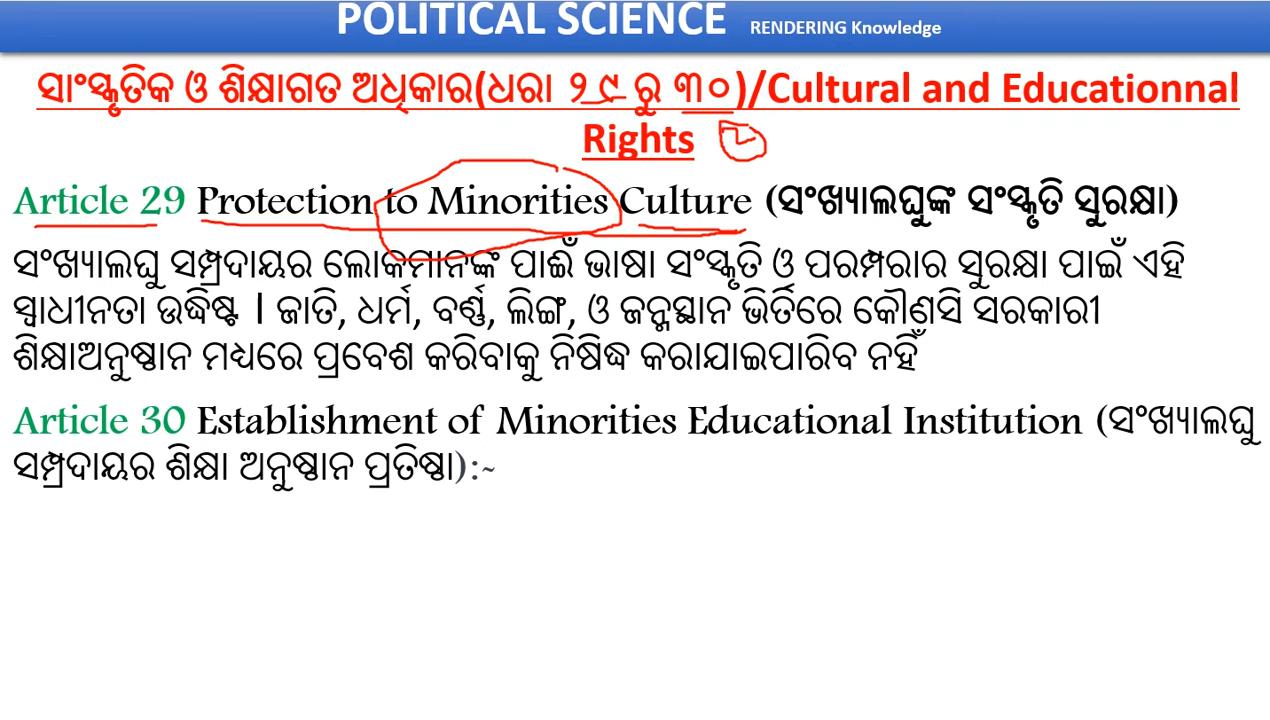 POLITICAL SCIENCE RENDERING Knowledge
ସାଂସ୍କୃତିକ ଓ ଶିକ୍ଷାଗତ ଅଧିକାର(ଧରା ୨୯ ରୁ ୩୦)/Cultural and Educationnal
Rights
Article 29 Protection to Minorities Culture (ସଂଖ୍ୟାଲଘୁଙ୍କ ସଂସ୍କୃତି ସୁରକ୍ଷା)
ସଂଖ୍ୟାଲଘୁ ସମ୍ପ୍ରଦାୟର ଲୋକମାନଙ୍କ ପାଈଁ ଭାଷା ସଂସ୍କୃତି ଓ ପରମ୍ପରାର ସୁରକ୍ଷା ପାଇଁ ଏହି
ସ୍ୱାଧୀନତା ଉଦ୍ଧିଷ୍ଟ । ଜାତି, ଧର୍ମ, ବର୍ଣ୍ଣ, ଲିଙ୍ଗ, ଓ ଜନ୍ମସ୍ଥାନ ଭିର୍ତିରେ କୌଣସି ସରକାରୀ
ଶିକ୍ଷାଅନୁଷ୍ଠାନ ମଧ୍ୟରେ ପ୍ରବେଶ କରିବାକୁ ନିଷିଦ୍ଧ କରାଯାଇପାରିବ ନହିଁ
Article 30 Establishment of Minorities Educational Institution (ସଂଖ୍ୟାଲଘୁ
ସମ୍ପ୍ରଦାୟର ଶିକ୍ଷା ଅନୁଷ୍ଠାନ ପ୍ରତିଷ୍ଠା):-